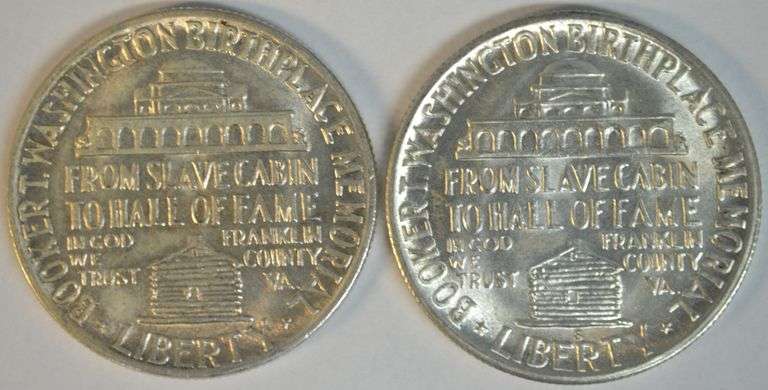 BOOKER T. WASHINGTON BIRTHPLACE MEMORIAL
FROM SLAVE CABIN
TO HALL OF FAME
IN GOD
WE
TRUST
FRANKLIN
COUNTY
VA.
LIBERTY
BOOKER T. WASHINGTON BIRTHPLACE MEMORIAL
FROM SLAVE CABIN
TO HALL OF FAME
IN GOD
WE
TRUST
FRANKLIN
COUNTY
VA.
S
LIBERTY